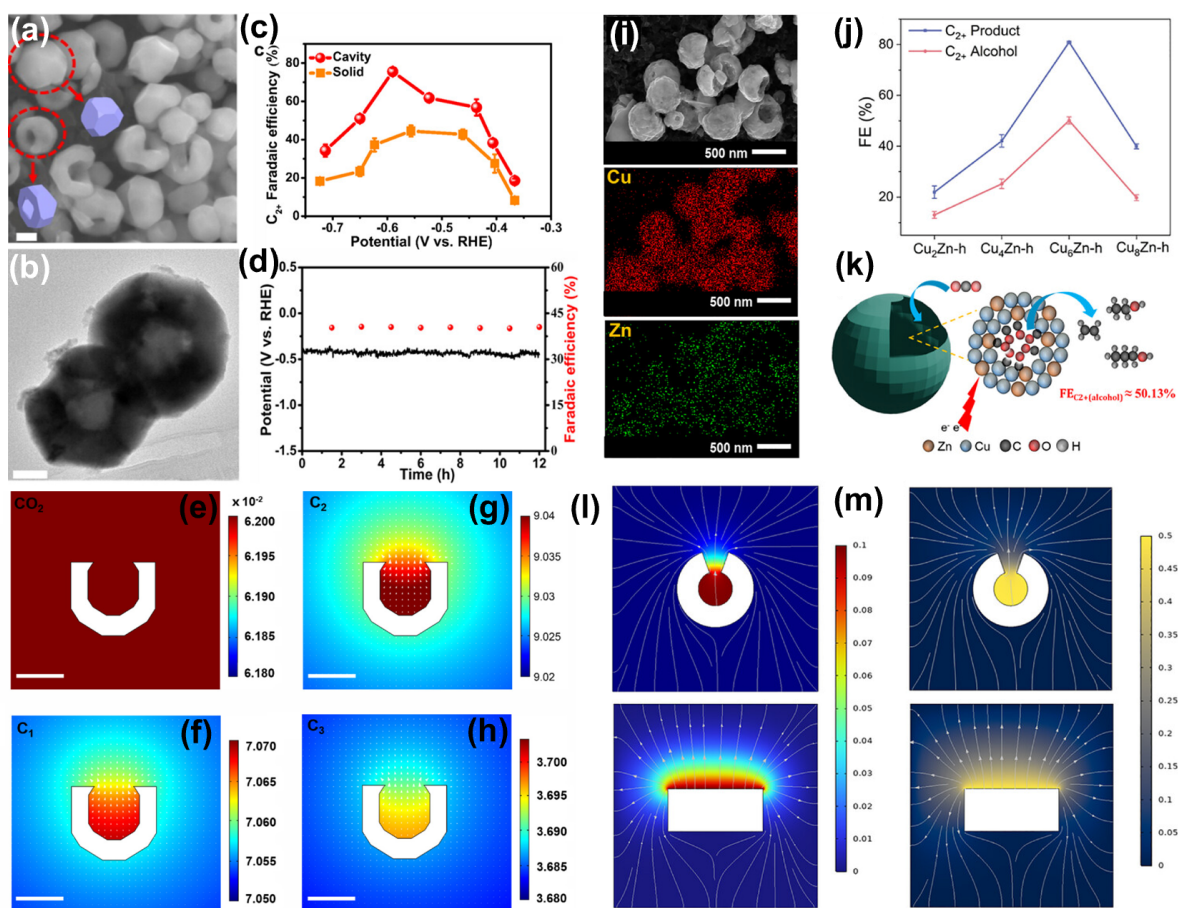 (a)
(b)
(c)
c
C2+ Faradaic efficiency (%)
100
80
60
40
20
0
Cavity
Solid
-0.7
-0.6
-0.5
-0.4
-0.3
Potential (V vs. RHE)
(d)
Potential (V vs. RHE)
0.5
0.0
-0.5
-1.0
-1.5
Faradaic efficiency (%)
60
45
30
15
0
0
2
4
6
8
10
12
Time (h)
(i)
500 nm
Cu
500 nm
Zn
500 nm
(j)
FE (%)
80
60
40
20
C2+ Product
C2+ Alcohol
Cu2Zn-h
Cu4Zn-h
Cu6Zn-h
Cu8Zn-h
(k)
FEC2+(alcohol) ≈ 50.13%
e- e-
Zn
Cu
C
O
H
CO2
(e)
x 10-2
6.200
6.195
6.190
6.185
6.180
C2
(g)
9.04
9.03
9.025
9.02
C1
(f)
7.070
7.065
7.060
7.055
7.050
C3
(h)
3.700
3.695
3.690
3.685
3.680
(l)
0.1
0.09
0.08
0.07
0.06
0.05
0.04
0.03
0.02
0.01
0
(m)
0.5
0.45
0.4
0.35
0.3
0.25
0.2
0.15
0.1
0.05
0